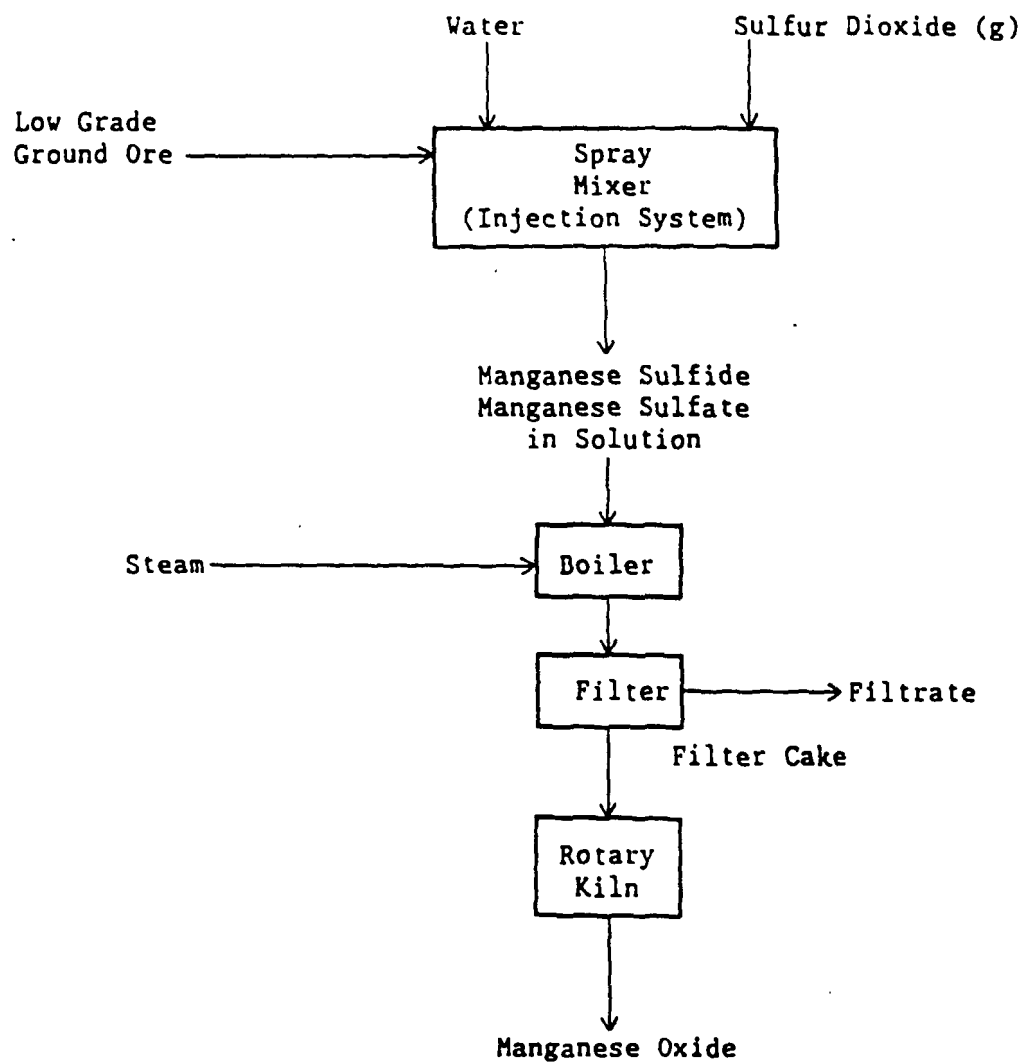 Water
Sulfur Dioxide (g)
Low Grade
Ground Ore
Spray
Mixer
(Injection System)
Manganese Sulfide
Manganese Sulfate
in Solution
Steam
Boiler
Filter
Filtrate
Filter Cake
Rotary
Kiln
Manganese Oxide